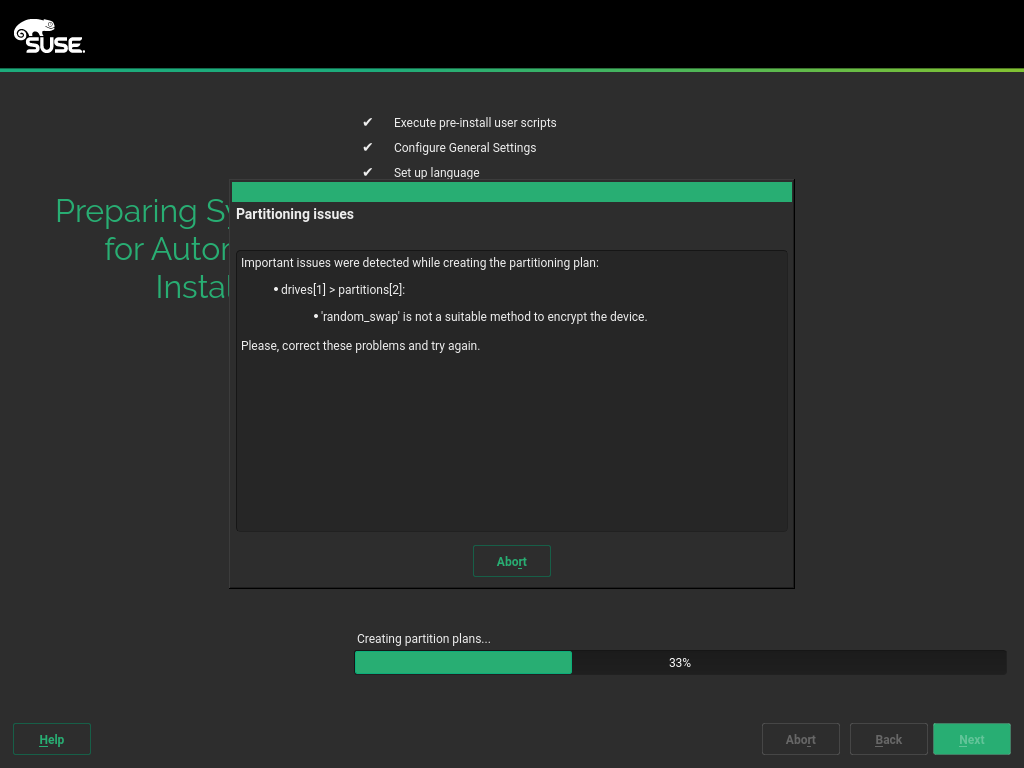 SUSE.
✔ Execute pre-install user scripts
✔ Configure General Settings
✔ Set up language
Preparing Sy
for Autor
Instal
Partitioning issues
Important issues were detected while creating the partitioning plan:
• drives[1] > partitions[2]:
• 'random_swap' is not a suitable method to encrypt the device.
Please, correct these problems and try again.
Abort
Creating partition plans...
33%
Help Abort Back Next